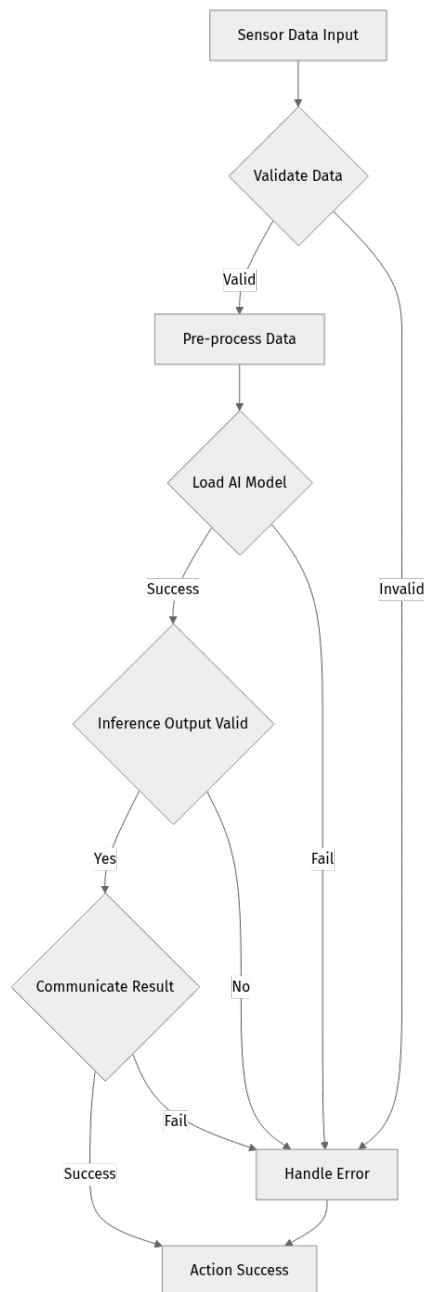 Sensor Data Input
Validate Data
Valid
Pre-process Data
Load AI Model
Success
Invalid
Inference Output Valid
Yes
Fail
Communicate Result
No
Fail
Success
Handle Error
Action Success